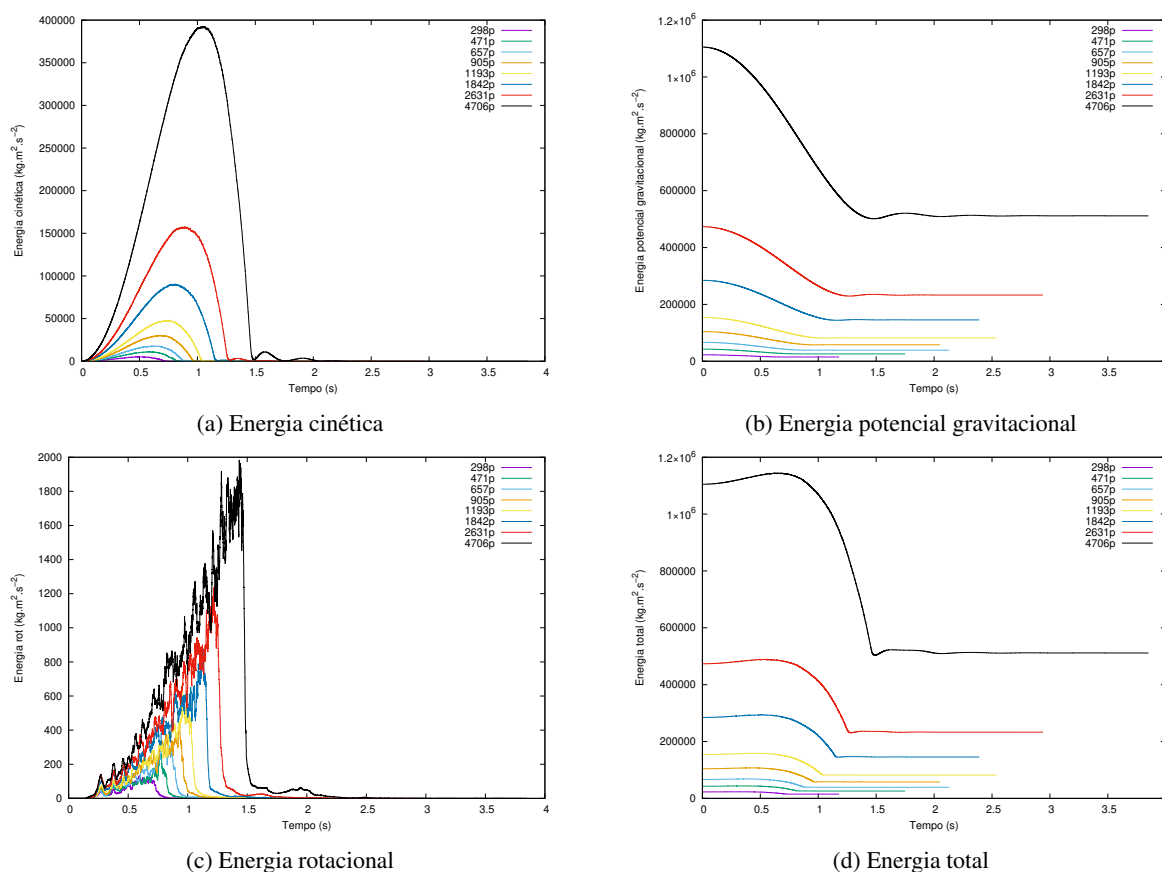 400000
350000
300000
250000
200000
150000
100000
50000
0
Energia cinética (kg.m².s⁻²)
0 0.5 1 1.5 2 2.5 3 3.5 4
Tempo (s)
298p
471p
657p
905p
1193p
1842p
2631p
4706p
(a) Energia cinética
1.2×10⁶
1×10⁶
800000
600000
400000
200000
0
Energia potencial gravitacional (kg.m².s⁻²)
0 0.5 1 1.5 2 2.5 3 3.5
Tempo (s)
298p
471p
657p
905p
1193p
1842p
2631p
4706p
(b) Energia potencial gravitacional
2000
1800
1600
1400
1200
1000
800
600
400
200
0
Energia rot (kg.m².s⁻²)
0 0.5 1 1.5 2 2.5 3 3.5 4
Tempo (s)
298p
471p
657p
905p
1193p
1842p
2631p
4706p
(c) Energia rotacional
1.2×10⁶
1×10⁶
800000
600000
400000
200000
0
Energia total (kg.m².s⁻²)
0 0.5 1 1.5 2 2.5 3 3.5
Tempo (s)
298p
471p
657p
905p
1193p
1842p
2631p
4706p
(d) Energia total